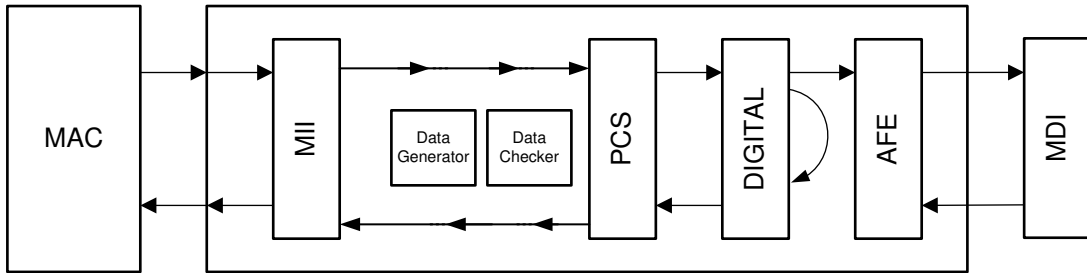 MAC
MII
Data
Generator
Data
Checker
PCS
DIGITAL
AFE
MDI